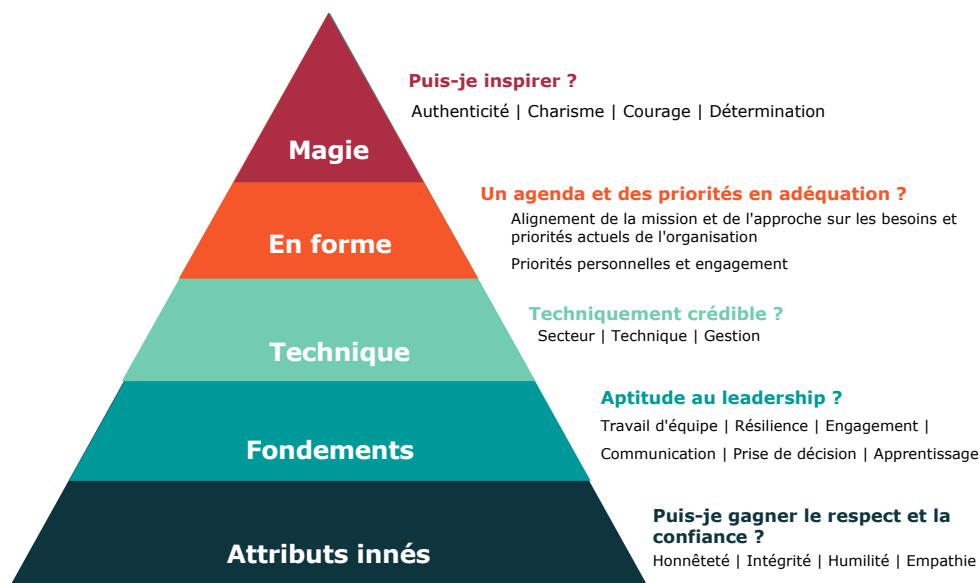 Puis-je inspirer ?
Authenticité | Charisme | Courage | Détermination
Magie
Un agenda et des priorités en adéquation ?
Alignement de la mission et de l'approche sur les besoins et
priorités actuels de l'organisation
En forme
Priorités personnelles et engagement
Techniquement crédible ?
Secteur | Technique | Gestion
Technique
Aptitude au leadership ?
Travail d'équipe | Résilience | Engagement |
Fondements
Communication | Prise de décision | Apprentissage
Puis-je gagner le respect et la
confiance ?
Attributs innés
Honnêteté | Intégrité | Humilité | Empathie